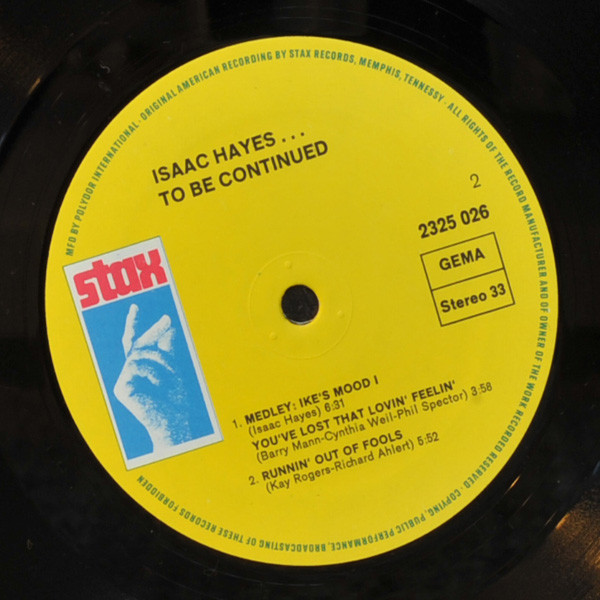 MFD BY POLYDOR INTERNATIONAL · ORIGINAL AMERICAN RECORDING BY STAX RECORDS, MEMPHIS, TENNESSY · ALL RIGHTS OF THE RECORD MANUFACTURER AND OF OWNER OF THE WORK RECORDED RESERVED · COPYING, PUBLIC PERFORMANCE, BROADCASTING OF THESE RECORDS FORBIDDEN
ISAAC HAYES . . .
TO BE CONTINUED
2
2325 026
GEMA
Stereo 33
stax
1. MEDLEY: IKE'S MOOD I
(Isaac Hayes) 6:31
YOU'VE LOST THAT LOVIN' FEELIN'
(Barry Mann-Cynthia Weil-Phil Spector) 3:58
2. RUNNIN' OUT OF FOOLS
(Kay Rogers-Richard Ahlert) 5:52